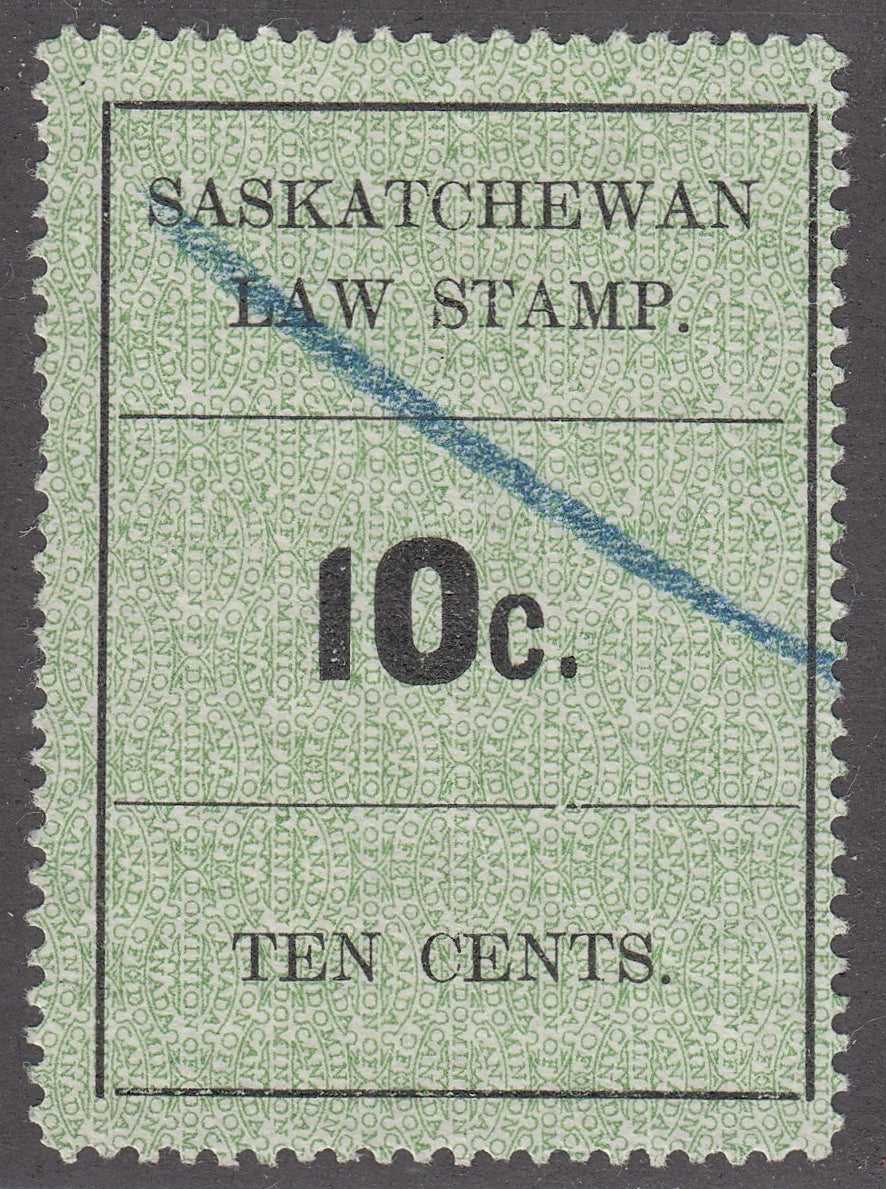 SASKATCHEWAN
LAW STAMP.
10c.
TEN CENTS.